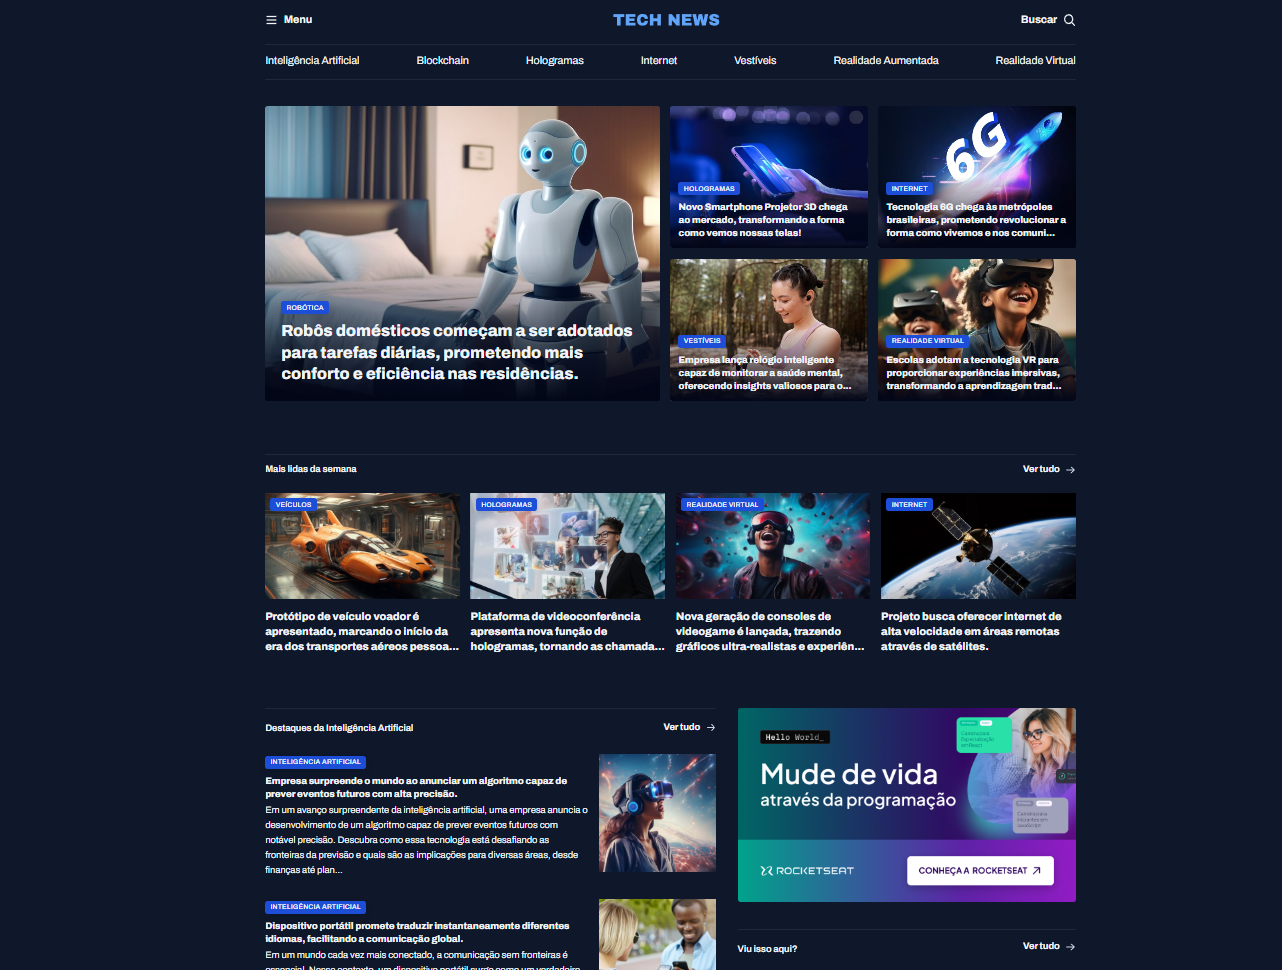 Menu
TECH NEWS
Buscar
Inteligência Artificial
Blockchain
Hologramas
Internet
Vestíveis
Realidade Aumentada
Realidade Virtual
ROBÓTICA
Robôs domésticos começam a ser adotados
para tarefas diárias, prometendo mais
conforto e eficiência nas residências.
HOLOGRAMAS
Novo Smartphone Projetor 3D chega
ao mercado, transformando a forma
como vemos nossas telas!
6G
INTERNET
Tecnologia 6G chega às metrópoles
brasileiras, prometendo revolucionar a
forma como vivemos e nos comuni...
VESTÍVEIS
Empresa lança relógio inteligente
capaz de monitorar a saúde mental,
oferecendo insights valiosos para o...
REALIDADE VIRTUAL
Escolas adotam a tecnologia VR para
proporcionar experiências imersivas,
transformando a aprendizagem trad...
Mais lidas da semana
Ver tudo
VEÍCULOS
Protótipo de veículo voador é
apresentado, marcando o início da
era dos transportes aéreos pessoa...
HOLOGRAMAS
Plataforma de videoconferência
apresenta nova função de
hologramas, tornando as chamada...
REALIDADE VIRTUAL
Nova geração de consoles de
videogame é lançada, trazendo
gráficos ultra-realistas e experiên...
INTERNET
Projeto busca oferecer internet de
alta velocidade em áreas remotas
através de satélites.
Destaques da Inteligência Artificial
Ver tudo
INTELIGÊNCIA ARTIFICIAL
Empresa surpreende o mundo ao anunciar um algoritmo capaz de
prever eventos futuros com alta precisão.
Em um avanço surpreendente da inteligência artificial, uma empresa anuncia o
desenvolvimento de um algoritmo capaz de prever eventos futuros com
notável precisão. Descubra como essa tecnologia está desafiando as
fronteiras da previsão e quais são as implicações para diversas áreas, desde
finanças até plan...
INTELIGÊNCIA ARTIFICIAL
Dispositivo portátil promete traduzir instantaneamente diferentes
idiomas, facilitando a comunicação global.
Em um mundo cada vez mais conectado, a comunicação sem fronteiras é
essencial. Nesse contexto, um dispositivo portátil surge como um verdadeiro
Hello World_
Mude de vida
através da programação
ROCKETSEAT
CONHEÇA A ROCKETSEAT
Viu isso aqui?
Ver tudo